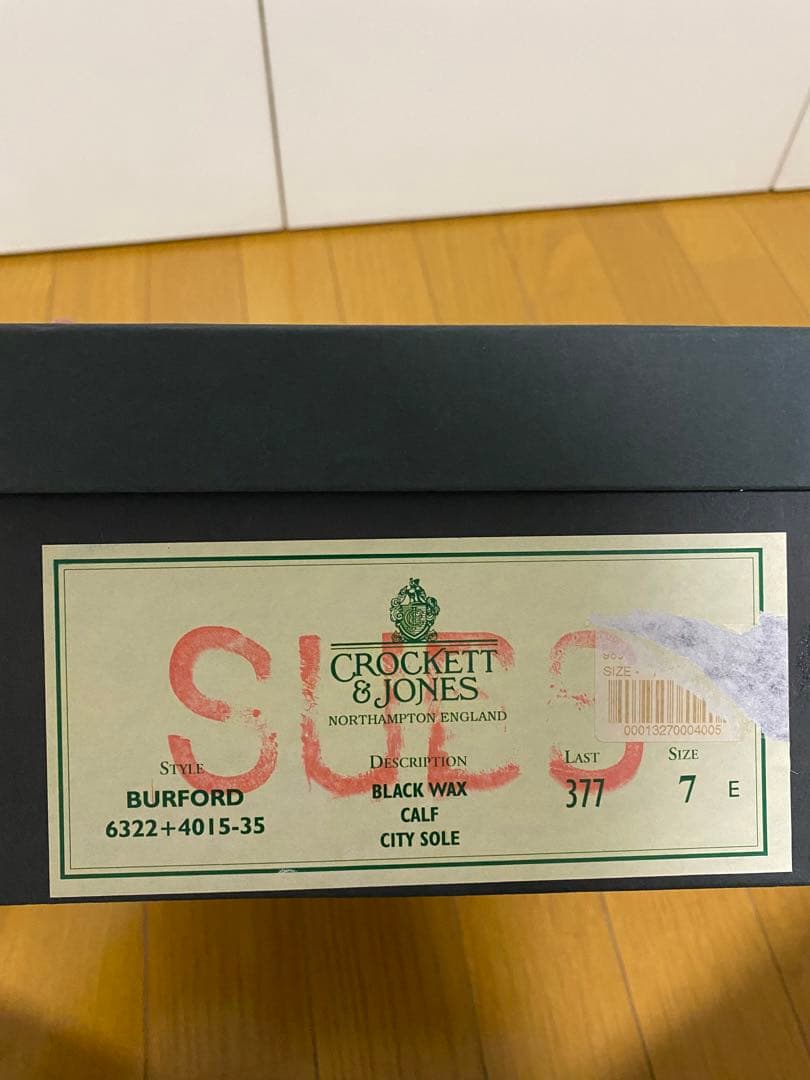 SUES
CROCKETT
& JONES
NORTHAMPTON ENGLAND
SIZE -
00013270004005
STYLE
BURFORD
6322+4015-35
DESCRIPTION
BLACK WAX
CALF
CITY SOLE
LAST
377
SIZE
7 E